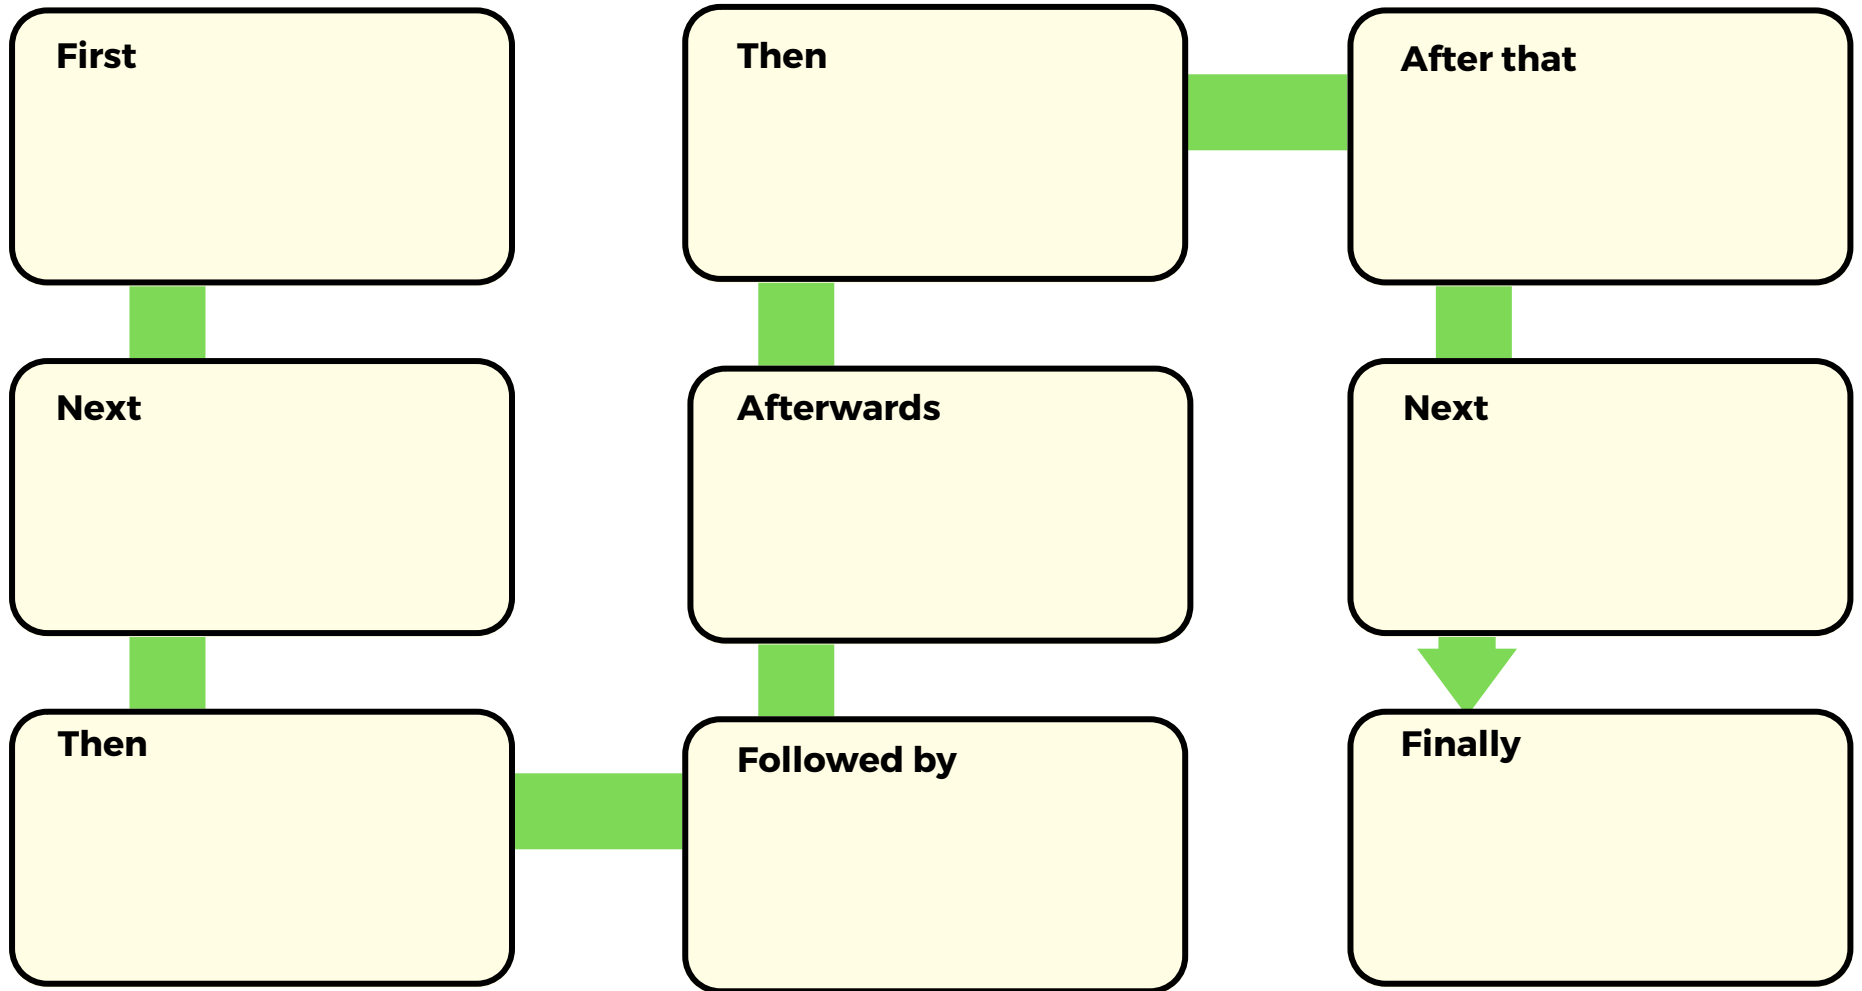 First
Next
Then
Followed by
Afterwards
Then
After that
Next
Finally